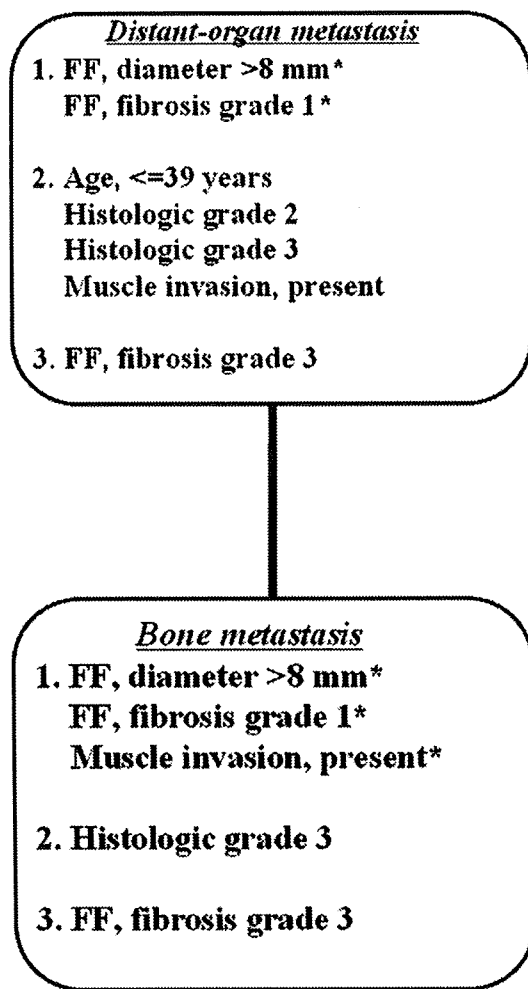 Distant-organ metastasis
1. FF, diameter >8 mm*
FF, fibrosis grade 1*
2. Age, <=39 years
Histologic grade 2
Histologic grade 3
Muscle invasion, present
3. FF, fibrosis grade 3
Bone metastasis
1. FF, diameter >8 mm*
FF, fibrosis grade 1*
Muscle invasion, present*
2. Histologic grade 3
3. FF, fibrosis grade 3